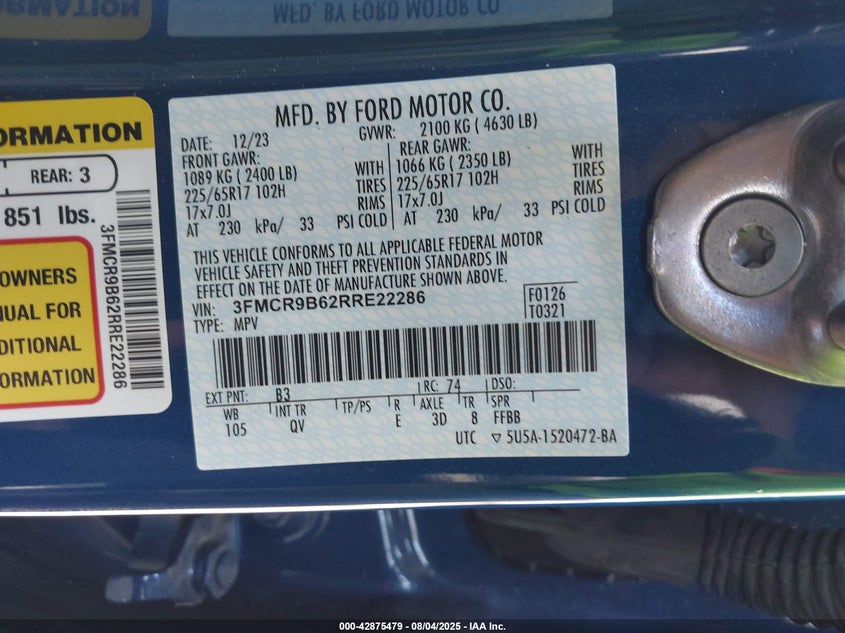 MFD. BY FORD MOTOR CO.
ORMATION
REAR: 3
851 lbs.
OWNERS
UAL FOR
DITIONAL
ORMATION
3FMCR9B62RRE22286
MFD. BY FORD MOTOR CO.
DATE: 12/23 GVWR: 2100 KG ( 4630 LB)
FRONT GAWR: REAR GAWR:
1089 KG ( 2400 LB) WITH 1066 KG ( 2350 LB) WITH
225/65R17 102H TIRES 225/65R17 102H TIRES
17x7.0J RIMS 17x7.0J RIMS
AT 230 kPa/ 33 PSI COLD AT 230 kPa/ 33 PSI COLD
THIS VEHICLE CONFORMS TO ALL APPLICABLE FEDERAL MOTOR
VEHICLE SAFETY AND THEFT PREVENTION STANDARDS IN
EFFECT ON THE DATE OF MANUFACTURE SHOWN ABOVE.
VIN: 3FMCR9B62RRE22286 F0126
TYPE: MPV T0321
EXT PNT: B3 RC: 74 DSO:
WB INT TR TP/PS R AXLE TR SPR
105 QV E 3D 8 FFBB
UTC ▽ 5U5A-1520472-BA
000-42875479 - 08/04/2025 - IAA Inc.